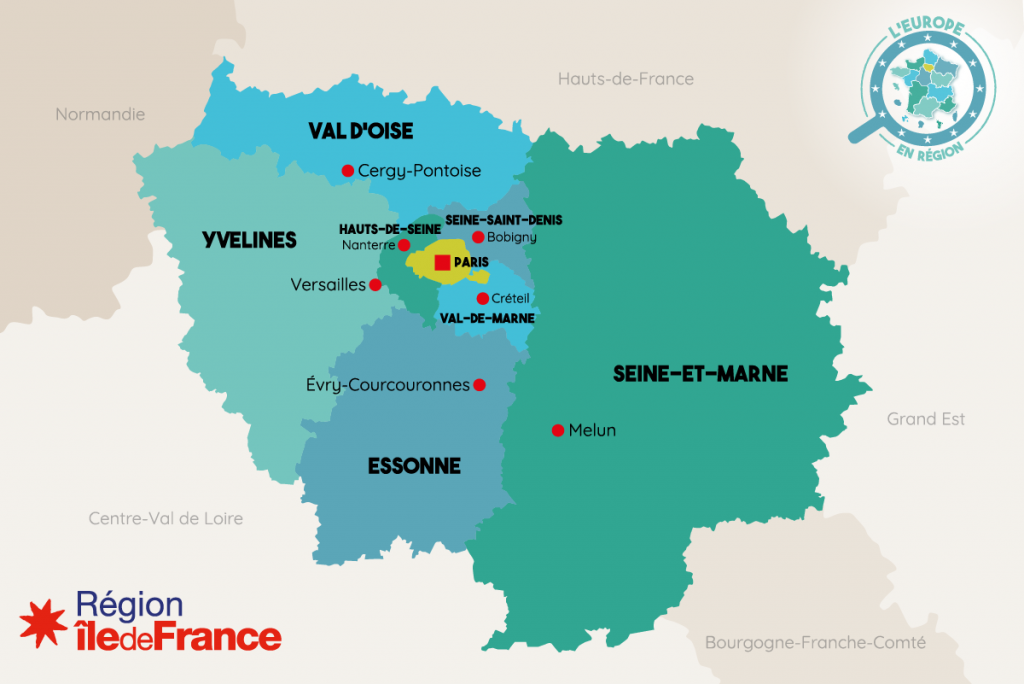 L'EUROPE
EN RÉGION
Hauts-de-France
Normandie
VAL D'OISE
Cergy-Pontoise
SEINE-SAINT-DENIS
HAUTS-DE-SEINE
Bobigny
YVELINES
Nanterre
PARIS
Versailles
Créteil
VAL-DE-MARNE
SEINE-ET-MARNE
Évry-Courcouronnes
Grand Est
Melun
ESSONNE
Centre-Val de Loire
Région
îledeFrance
Bourgogne-Franche-Comté